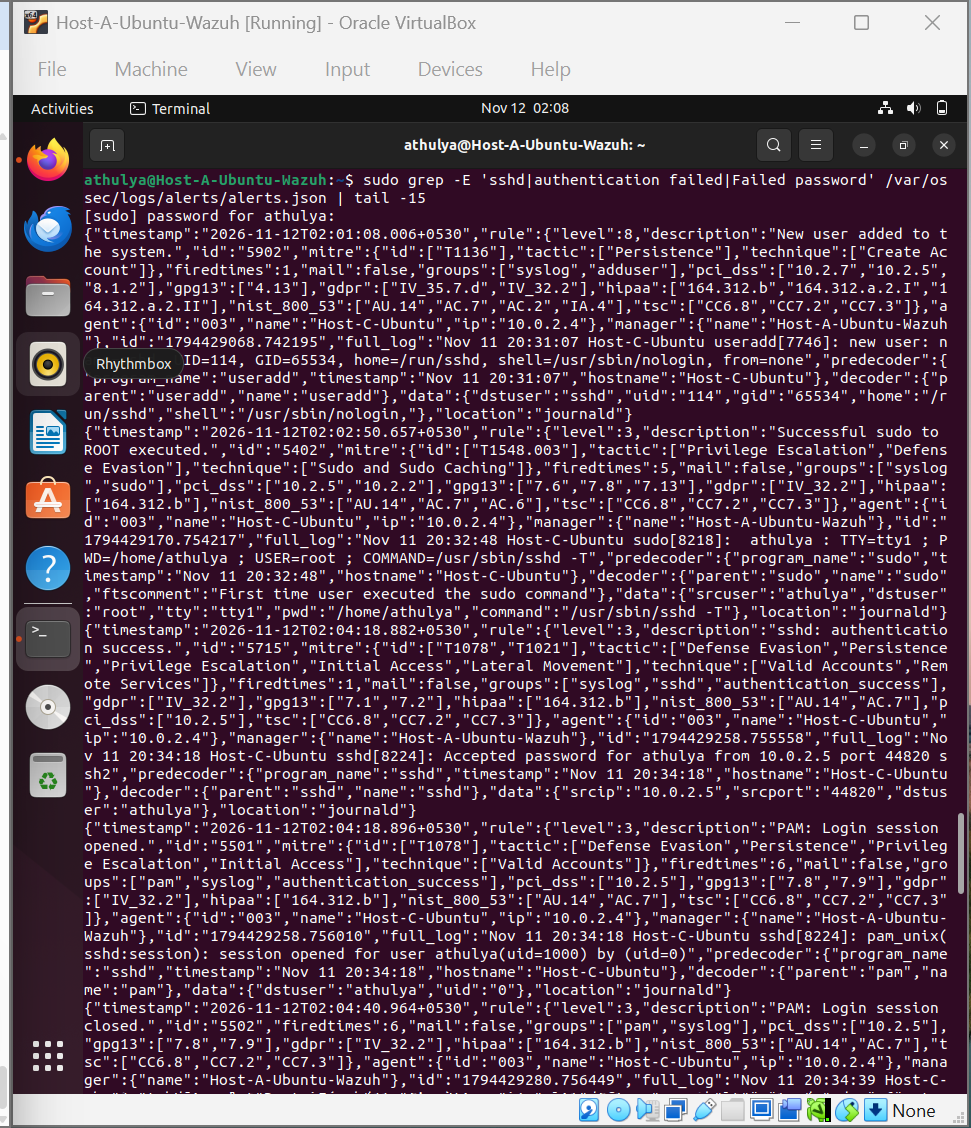 Host-A-Ubuntu-Wazuh [Running] - Oracle VirtualBox
File Machine View Input Devices Help
Activities Terminal Nov 12 02:08
athulya@Host-A-Ubuntu-Wazuh: ~
athulya@Host-A-Ubuntu-Wazuh:~$ sudo grep -E 'sshd|authentication failed|Failed password' /var/os
sec/logs/alerts/alerts.json | tail -15
[sudo] password for athulya:
{"timestamp":"2026-11-12T02:01:08.006+0530","rule":{"level":8,"description":"New user added to t
he system.","id":"5902","mitre":{"id":["T1136"],"tactic":["Persistence"],"technique":["Create Ac
count"]},"firedtimes":1,"mail":false,"groups":["syslog","adduser"],"pci_dss":["10.2.7","10.2.5",
"8.1.2"],"gpg13":["4.13"],"gdpr":["IV_35.7.d","IV_32.2"],"hipaa":["164.312.b","164.312.a.2.I","1
64.312.a.2.II"],"nist_800_53":["AU.14","AC.7","AC.2","IA.4"],"tsc":["CC6.8","CC7.2","CC7.3"]},"a
gent":{"id":"003","name":"Host-C-Ubuntu","ip":"10.0.2.4"},"manager":{"name":"Host-A-Ubuntu-Wazuh
"},"id":"1794429068.742195","full_log":"Nov 11 20:31:07 Host-C-Ubuntu useradd[7746]: new user: n
Rhythmbox
ID=114, GID=65534, home=/run/sshd, shell=/usr/sbin/nologin, from=none","predecoder":{
"program_name":"useradd","timestamp":"Nov 11 20:31:07","hostname":"Host-C-Ubuntu"},"decoder":{"p
arent":"useradd","name":"useradd"},"data":{"dstuser":"sshd","uid":"114","gid":"65534","home":"/r
un/sshd","shell":"/usr/sbin/nologin,"},"location":"journald"}
{"timestamp":"2026-11-12T02:02:50.657+0530","rule":{"level":3,"description":"Successful sudo to
ROOT executed.","id":"5402","mitre":{"id":["T1548.003"],"tactic":["Privilege Escalation","Defens
e Evasion"],"technique":["Sudo and Sudo Caching"]},"firedtimes":5,"mail":false,"groups":["syslog
","sudo"],"pci_dss":["10.2.5","10.2.2"],"gpg13":["7.6","7.8","7.13"],"gdpr":["IV_32.2"],"hipaa":
["164.312.b"],"nist_800_53":["AU.14","AC.7","AC.6"],"tsc":["CC6.8","CC7.2","CC7.3"]},"agent":{"i
d":"003","name":"Host-C-Ubuntu","ip":"10.0.2.4"},"manager":{"name":"Host-A-Ubuntu-Wazuh"},"id":"
1794429170.754217","full_log":"Nov 11 20:32:48 Host-C-Ubuntu sudo[8218]:  athulya : TTY=tty1 ; P
WD=/home/athulya ; USER=root ; COMMAND=/usr/sbin/sshd -T","predecoder":{"program_name":"sudo","t
imestamp":"Nov 11 20:32:48","hostname":"Host-C-Ubuntu"},"decoder":{"parent":"sudo","name":"sudo"
,"ftscomment":"First time user executed the sudo command"},"data":{"srcuser":"athulya","dstuser"
:"root","tty":"tty1","pwd":"/home/athulya","command":"/usr/sbin/sshd -T"},"location":"journald"}
{"timestamp":"2026-11-12T02:04:18.882+0530","rule":{"level":3,"description":"sshd: authenticatio
n success.","id":"5715","mitre":{"id":["T1078","T1021"],"tactic":["Defense Evasion","Persistence
","Privilege Escalation","Initial Access","Lateral Movement"],"technique":["Valid Accounts","Rem
ote Services"]},"firedtimes":1,"mail":false,"groups":["syslog","sshd","authentication_success"],
"gdpr":["IV_32.2"],"gpg13":["7.1","7.2"],"hipaa":["164.312.b"],"nist_800_53":["AU.14","AC.7"],"p
ci_dss":["10.2.5"],"tsc":["CC6.8","CC7.2","CC7.3"]},"agent":{"id":"003","name":"Host-C-Ubuntu","
ip":"10.0.2.4"},"manager":{"name":"Host-A-Ubuntu-Wazuh"},"id":"1794429258.755558","full_log":"No
v 11 20:34:18 Host-C-Ubuntu sshd[8224]: Accepted password for athulya from 10.0.2.5 port 44820 s
sh2","predecoder":{"program_name":"sshd","timestamp":"Nov 11 20:34:18","hostname":"Host-C-Ubuntu
"},"decoder":{"parent":"sshd","name":"sshd"},"data":{"srcip":"10.0.2.5","srcport":"44820","dstus
er":"athulya"},"location":"journald"}
{"timestamp":"2026-11-12T02:04:18.896+0530","rule":{"level":3,"description":"PAM: Login session
opened.","id":"5501","mitre":{"id":["T1078"],"tactic":["Defense Evasion","Persistence","Privileg
e Escalation","Initial Access"],"technique":["Valid Accounts"]},"firedtimes":6,"mail":false,"gro
ups":["pam","syslog","authentication_success"],"pci_dss":["10.2.5"],"gpg13":["7.8","7.9"],"gdpr"
:["IV_32.2"],"hipaa":["164.312.b"],"nist_800_53":["AU.14","AC.7"],"tsc":["CC6.8","CC7.2","CC7.3"
]},"agent":{"id":"003","name":"Host-C-Ubuntu","ip":"10.0.2.4"},"manager":{"name":"Host-A-Ubuntu-
Wazuh"},"id":"1794429258.756010","full_log":"Nov 11 20:34:18 Host-C-Ubuntu sshd[8224]: pam_unix(
sshd:session): session opened for user athulya(uid=1000) by (uid=0)","predecoder":{"program_name
":"sshd","timestamp":"Nov 11 20:34:18","hostname":"Host-C-Ubuntu"},"decoder":{"parent":"pam","na
me":"pam"},"data":{"dstuser":"athulya","uid":"0"},"location":"journald"}
{"timestamp":"2026-11-12T02:04:40.964+0530","rule":{"level":3,"description":"PAM: Login session
closed.","id":"5502","firedtimes":6,"mail":false,"groups":["pam","syslog"],"pci_dss":["10.2.5"],
"gpg13":["7.8","7.9"],"gdpr":["IV_32.2"],"hipaa":["164.312.b"],"nist_800_53":["AU.14","AC.7"],"t
sc":["CC6.8","CC7.2","CC7.3"]},"agent":{"id":"003","name":"Host-C-Ubuntu","ip":"10.0.2.4"},"mana
ger":{"name":"Host-A-Ubuntu-Wazuh"},"id":"1794429280.756449","full_log":"Nov 11 20:34:39 Host-C-
None